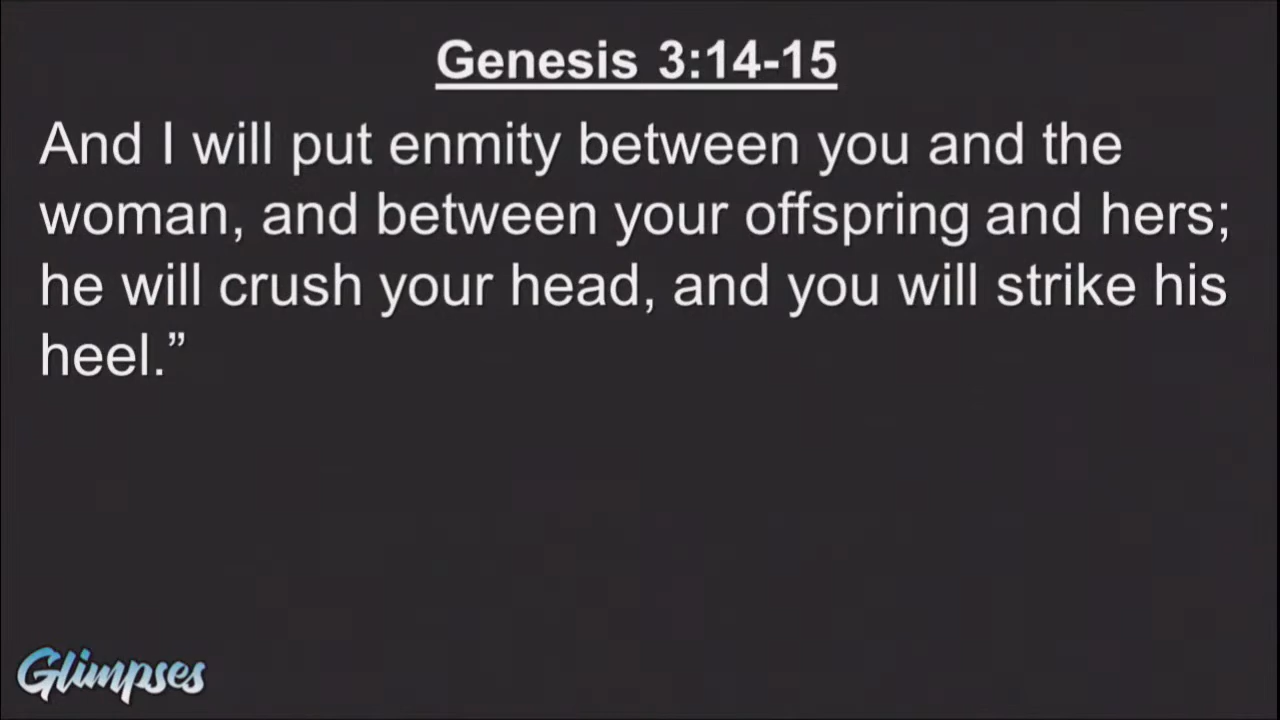 Genesis 3:14-15
And I will put enmity between you and the
woman, and between your offspring and hers;
he will crush your head, and you will strike his
heel.”
Glimpses